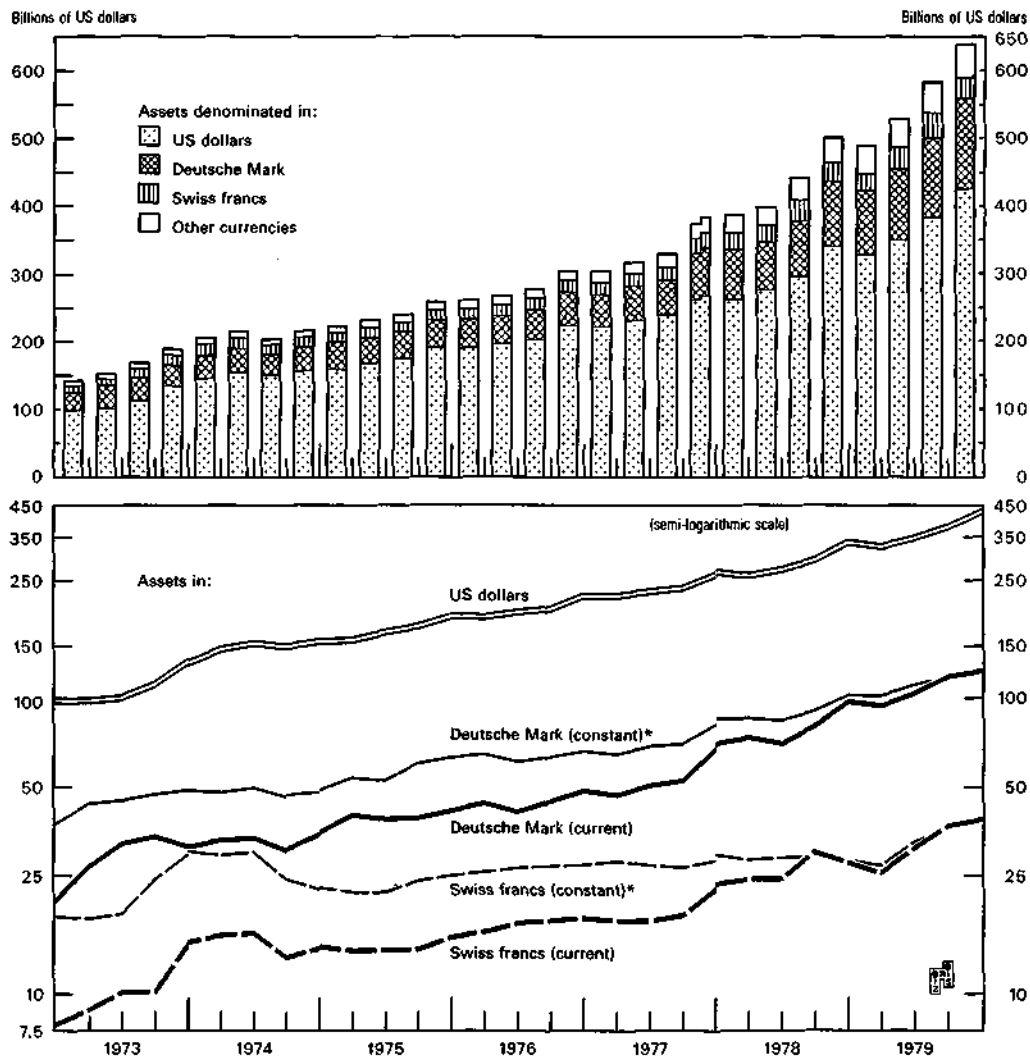 Billions of US dollars Billions of US dollars
650
600 600
Assets denominated in:
US dollars
500 500
Deutsche Mark
Swiss francs
400 400
Other currencies
300 300
200 200
100 100
0 0
450 450
(semi-logarithmic scale)
350 350
250 Assets in: 250
US dollars
150 150
100 100
Deutsche Mark (constant)*
50 50
Deutsche Mark (current)
25 25
Swiss francs (constant)*
Swiss francs (current)
10 10
7.5
1973 1974 1975 1976 1977 1978 1979